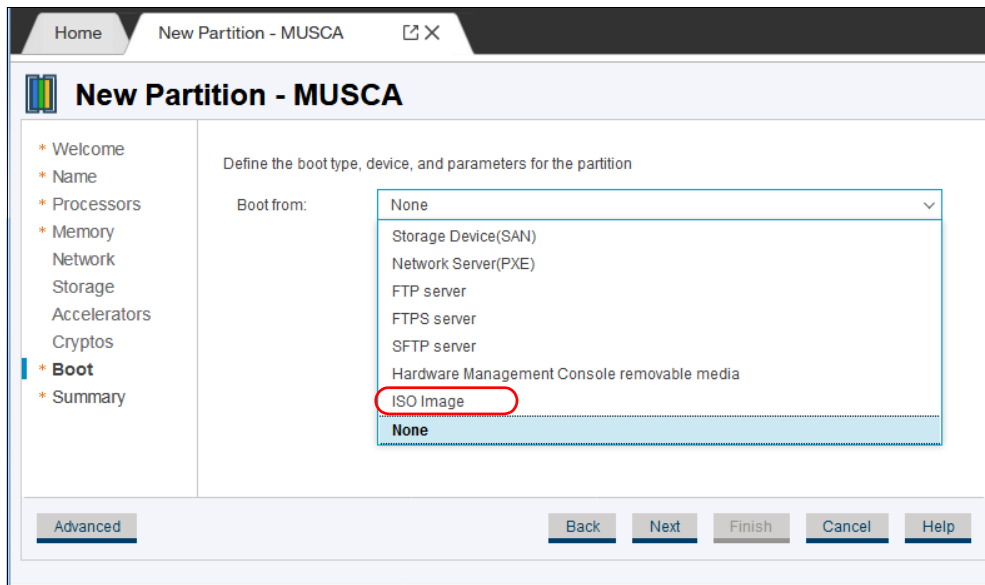 Home
New Partition - MUSCA
New Partition - MUSCA
* Welcome
* Name
* Processors
* Memory
Network
Storage
Accelerators
Cryptos
* Boot
* Summary
Define the boot type, device, and parameters for the partition
Boot from:
None
Storage Device(SAN)
Network Server(PXE)
FTP server
FTPS server
SFTP server
Hardware Management Console removable media
ISO Image
None
Advanced
Back
Next
Finish
Cancel
Help